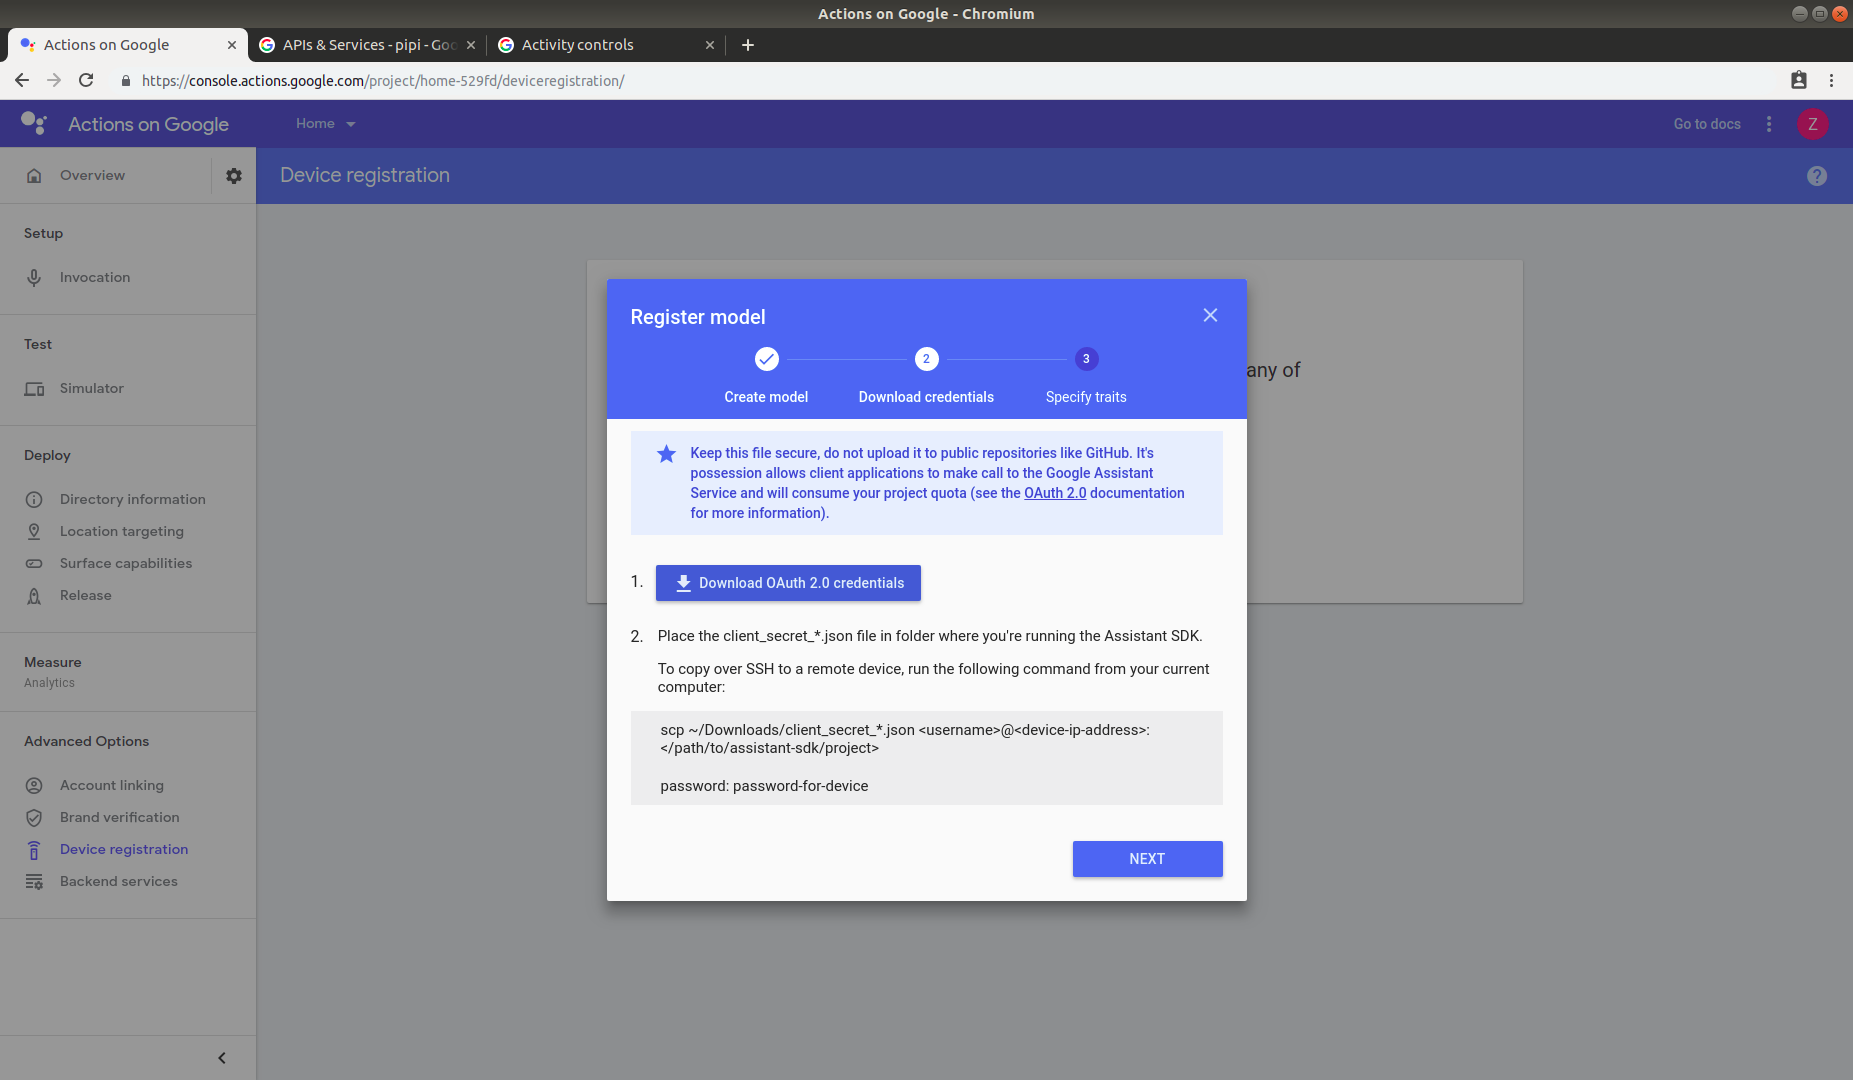 Actions on Google - Chromium
Actions on Google
APIs & Services - pipi - Goo
Activity controls
https://console.actions.google.com/project/home-529fd/deviceregistration/
Actions on Google
Home
Go to docs
Z
Overview
Device registration
?
Setup
Invocation
Test
Simulator
Deploy
Directory information
Location targeting
Surface capabilities
Release
Measure
Analytics
Advanced Options
Account linking
Brand verification
Device registration
Backend services
any of
Register model
2
3
Create model
Download credentials
Specify traits
Keep this file secure, do not upload it to public repositories like GitHub. It's
possession allows client applications to make call to the Google Assistant
Service and will consume your project quota (see the OAuth 2.0 documentation
for more information).
1. Download OAuth 2.0 credentials
2. Place the client_secret_*.json file in folder where you're running the Assistant SDK.
To copy over SSH to a remote device, run the following command from your current
computer:
scp ~/Downloads/client_secret_*.json <username>@<device-ip-address>:
</path/to/assistant-sdk/project>
password: password-for-device
NEXT